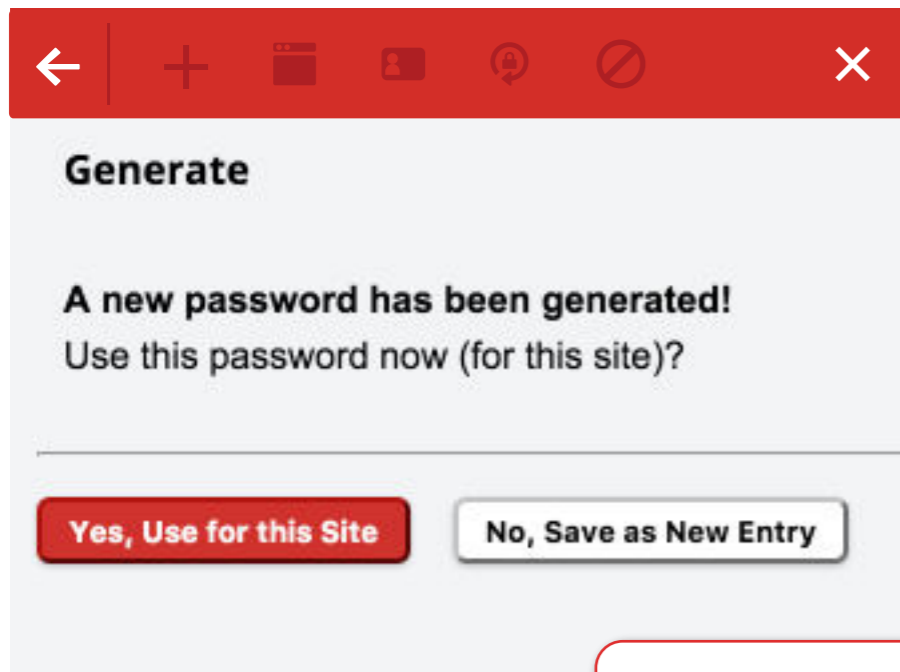 Generate
A new password has been generated!
Use this password now (for this site)?
Yes, Use for this Site
No, Save as New Entry